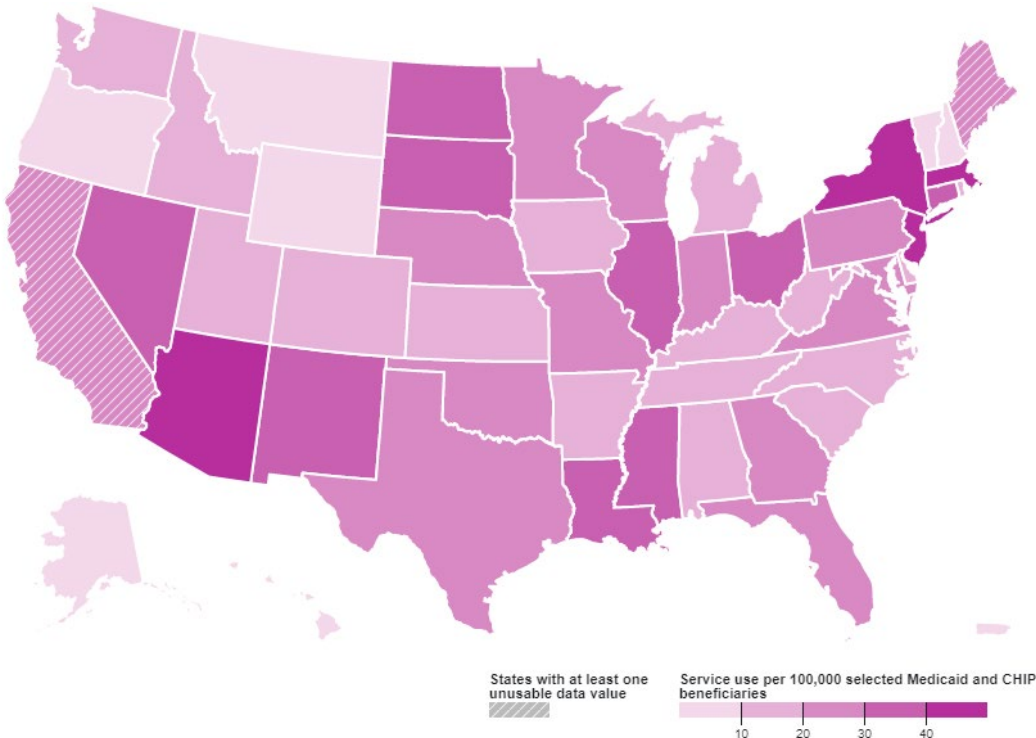 States with at least one
unusable data value
Service use per 100,000 selected Medicaid and CHIP
beneficiaries
10 20 30 40